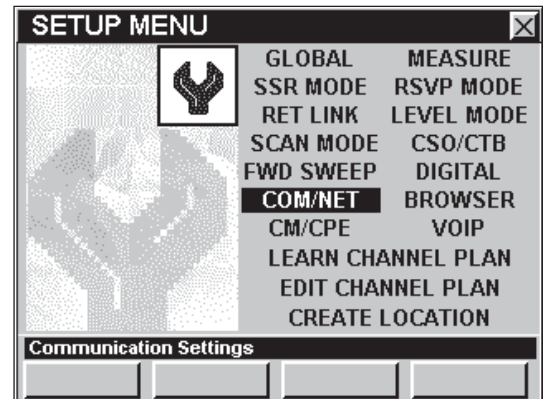 SETUP MENU
GLOBAL MEASURE
SSR MODE RSVP MODE
RET LINK LEVEL MODE
SCAN MODE CSO/CTB
FWD SWEEP DIGITAL
COM/NET BROWSER
CM/CPE VOIP
LEARN CHANNEL PLAN
EDIT CHANNEL PLAN
CREATE LOCATION
Communication Settings